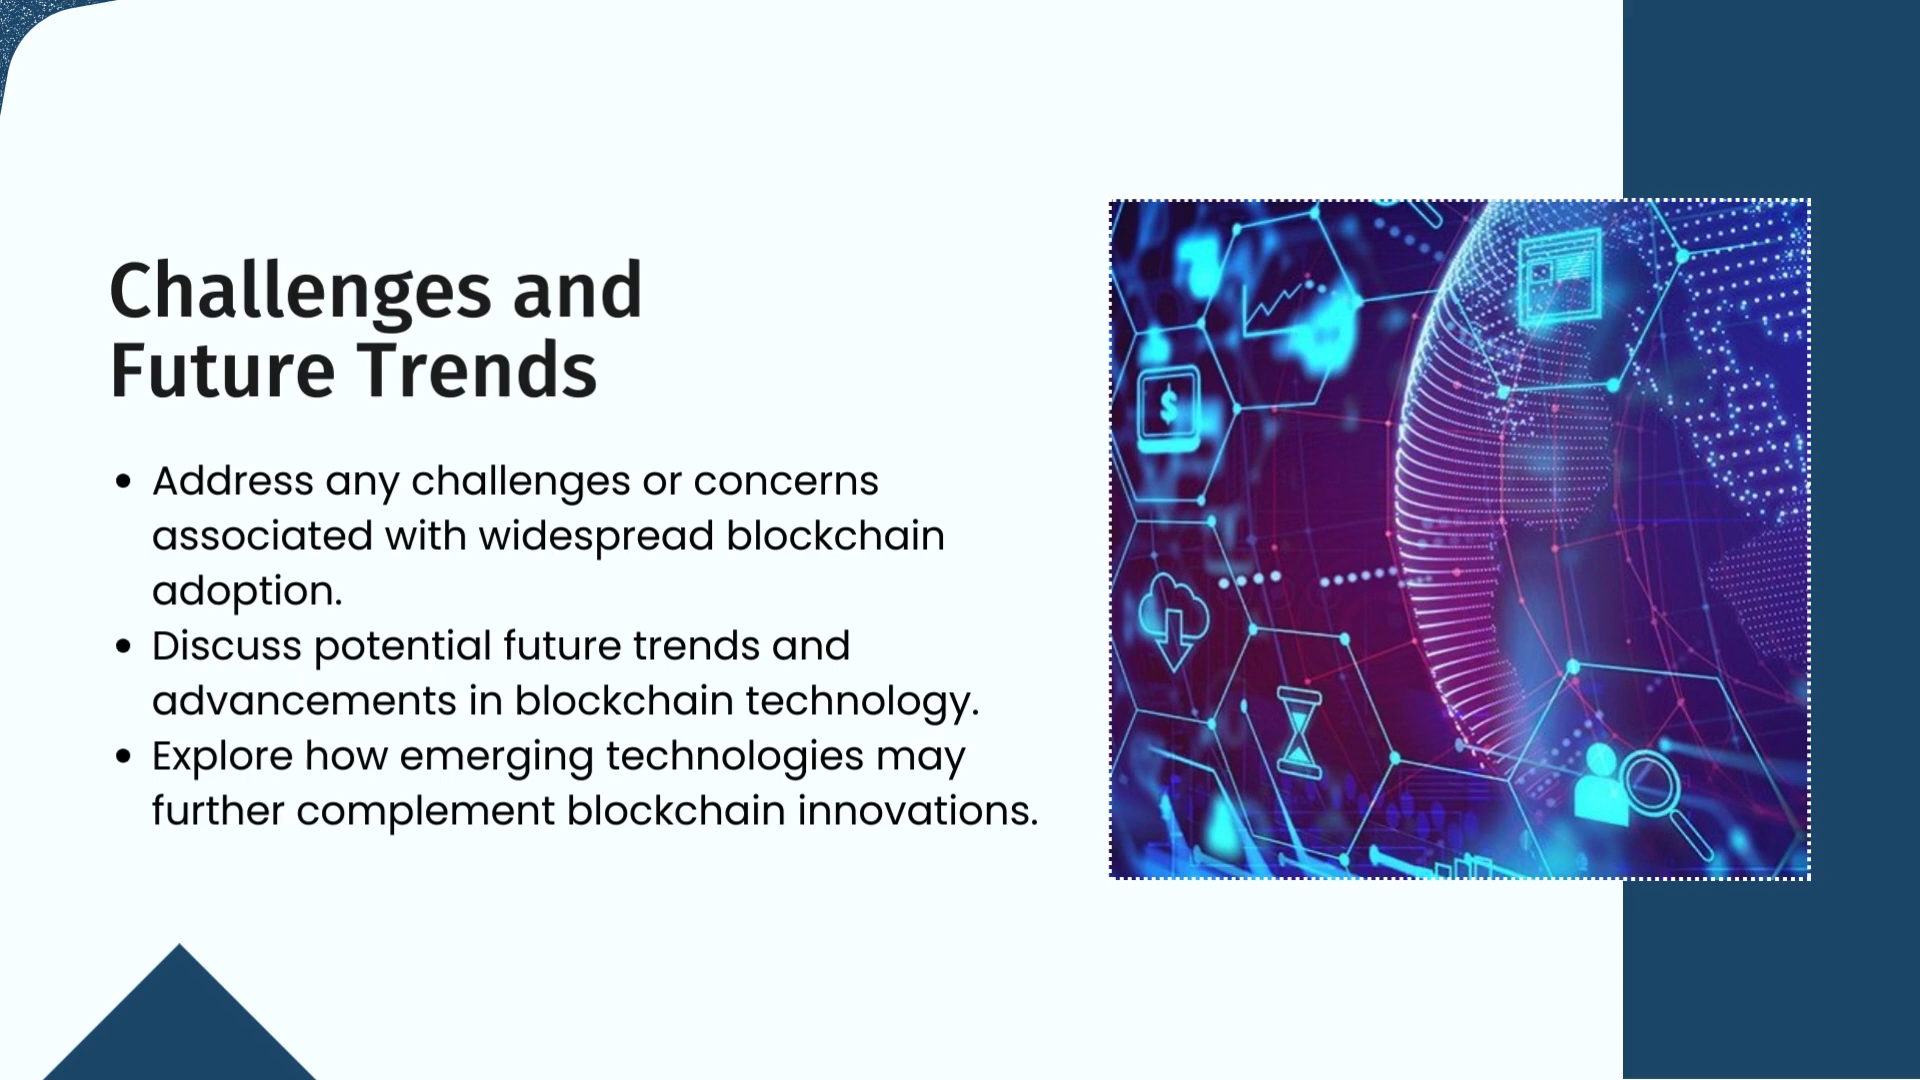 Challenges and
Future Trends
• Address any challenges or concerns
associated with widespread blockchain
adoption.
• Discuss potential future trends and
advancements in blockchain technology.
• Explore how emerging technologies may
further complement blockchain innovations.
$